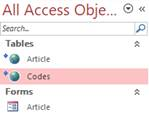 All Access Obje...
Search...
Tables
Article
Codes
Forms
Article